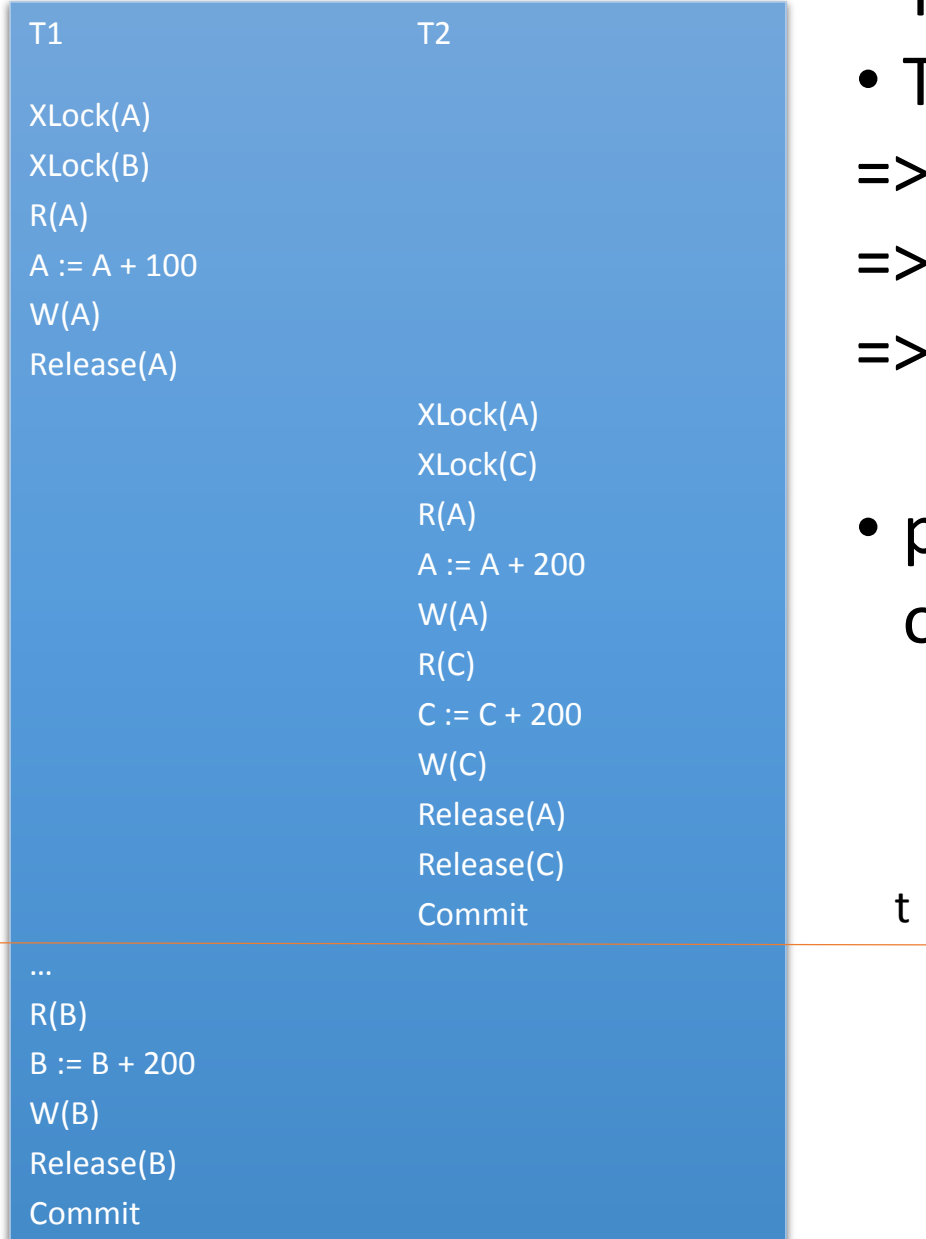 T1 T2
XLock(A)
XLock(B)
R(A)
A := A + 100
W(A)
Release(A)
XLock(A)
XLock(C)
R(A)
A := A + 200
W(A)
R(C)
C := C + 200
W(C)
Release(A)
Release(C)
Commit
...
R(B)
B := B + 200
W(B)
Release(B)
Commit
• T
=>
=>
=>
•
t